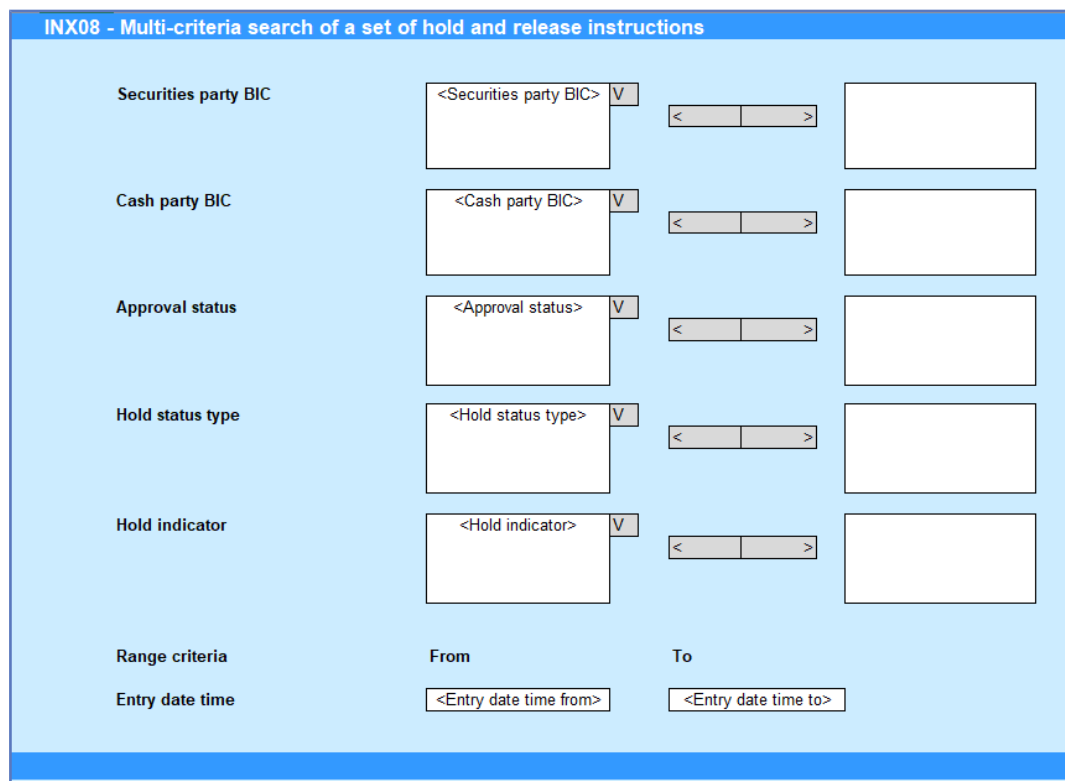 INX08 - Multi-criteria search of a set of hold and release instructions
Securities party BIC <Securities party BIC> V
< >
Cash party BIC <Cash party BIC> V
< >
Approval status <Approval status> V
< >
Hold status type <Hold status type> V
< >
Hold indicator <Hold indicator> V
< >
Range criteria From To
Entry date time <Entry date time from> <Entry date time to>